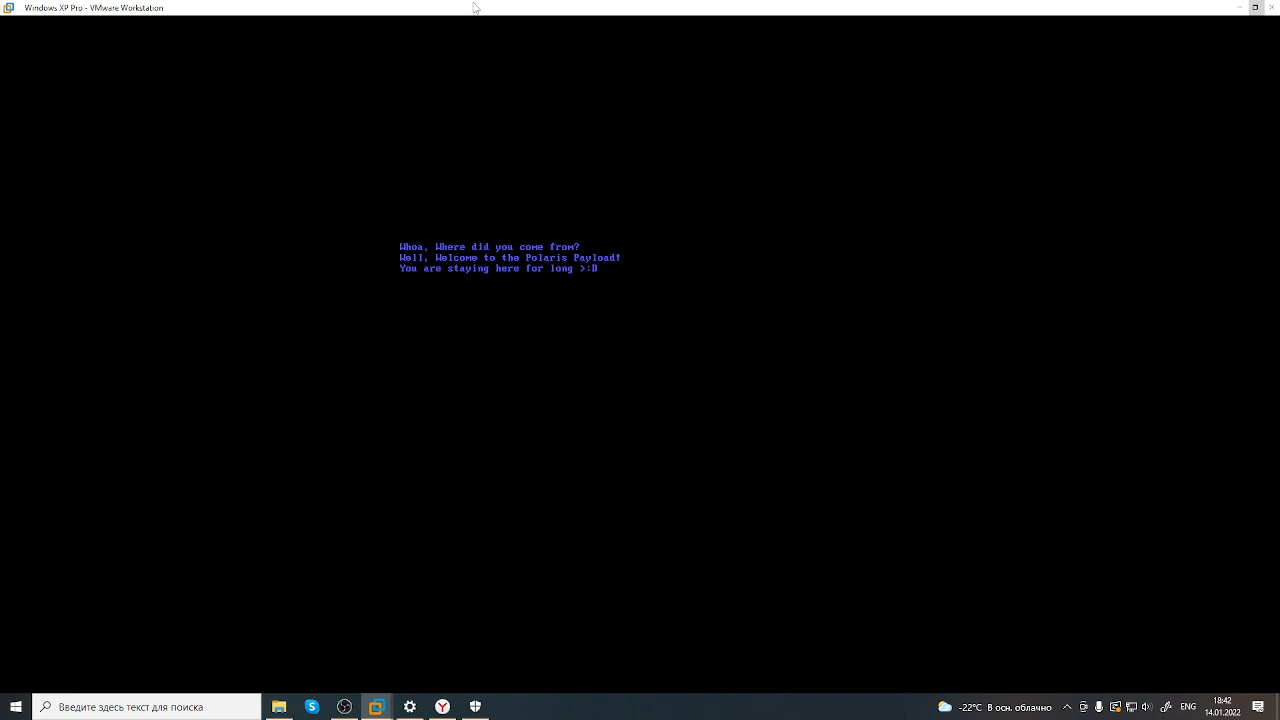 Windows XP Pro - VMware Workstation
Whoa, Where did you come from?
Well, Welcome to the Polaris Payload!
You are staying here for long >:D
Введите здесь текст для поиска
-22°C В осн. облачно
ENG
18:42
14.01.2022